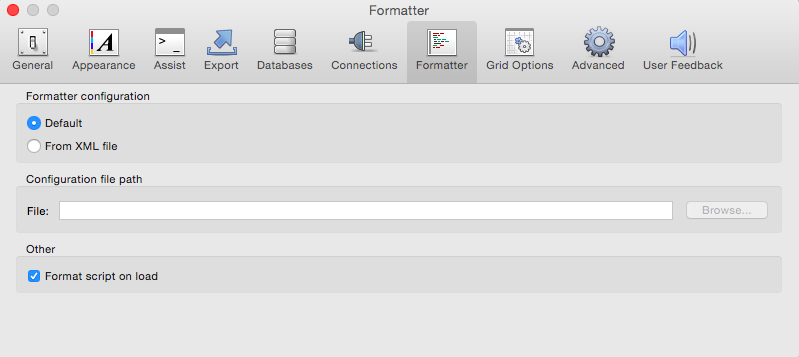 Formatter
General Appearance Assist Export Databases Connections Formatter Grid Options Advanced User Feedback
Formatter configuration
Default
From XML file
Configuration file path
File: Browse...
Other
Format script on load